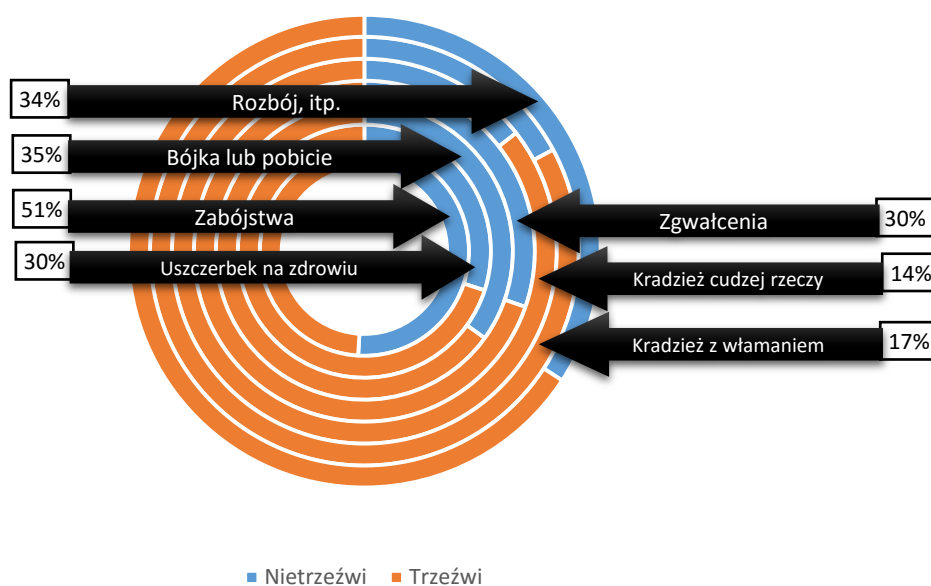 34% Rozbój, itp.
35% Bójka lub pobicie
51% Zabójstwa
30% Uszczerbek na zdrowiu
Zgwałcenia 30%
Kradzież cudzej rzeczy 14%
Kradzież z włamaniem 17%
Nietrzeźwi Trzeźwi